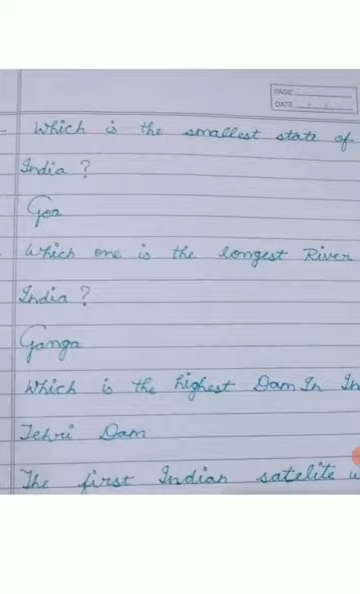 PAGE
DATE
Which is the smallest state of
India ?
Goa
Which one is the longest River
India ?
Ganga
Which is the highest Dam In In
Tehri Dam
The first Indian satelite